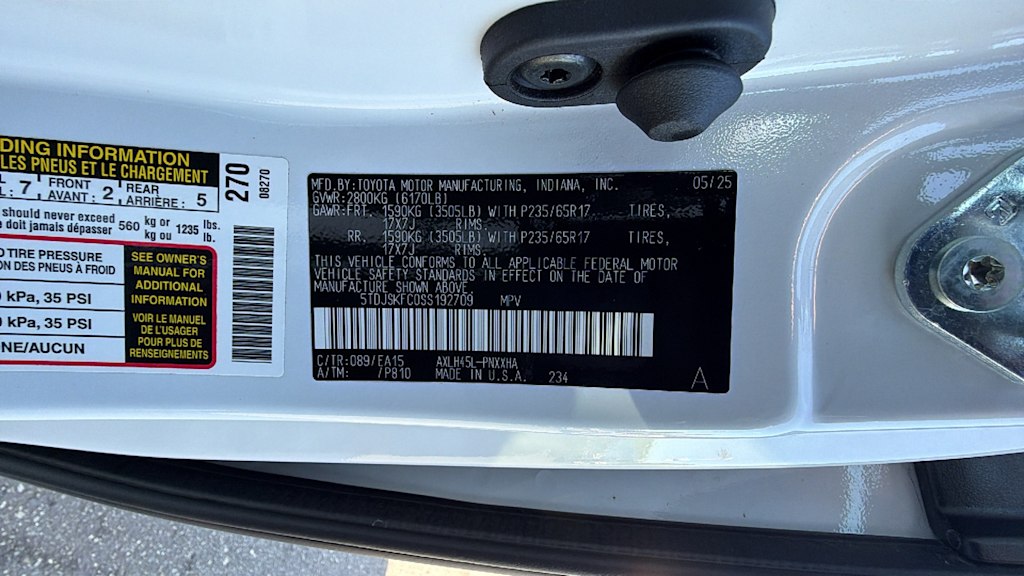 DING INFORMATION
LES PNEUS ET LE CHARGEMENT
L 7 FRONT AVANT : 2 REAR ARRIÈRE : 5
should never exceed 560 kg or 1235 lbs.
doit jamais dépasser kg ou lb.
D TIRE PRESSURE
ON DES PNEUS À FROID
kPa, 35 PSI
kPa, 35 PSI
NE/AUCUN
SEE OWNER'S
MANUAL FOR
ADDITIONAL
INFORMATION
VOIR LE MANUEL
DE L'USAGER
POUR PLUS DE
RENSEIGNEMENTS
270
08270
MFD.BY:TOYOTA MOTOR MANUFACTURING, INDIANA, INC. 05/25
GVWR:2800KG (6170LB)
GAWR:FRT. 1590KG (3505LB) WITH P235/65R17 TIRES,
17X7J RIMS
RR. 1590KG (3505LB) WITH P235/65R17 TIRES,
17X7J RIMS
THIS VEHICLE CONFORMS TO ALL APPLICABLE FEDERAL MOTOR
VEHICLE SAFETY STANDARDS IN EFFECT ON THE DATE OF
MANUFACTURE SHOWN ABOVE.
5TDJSKFC0SS192709 MPV
C/TR:089/EA15 AXLH45L-PNXXHA
A/TM: /P810 MADE IN U.S.A. 234
A